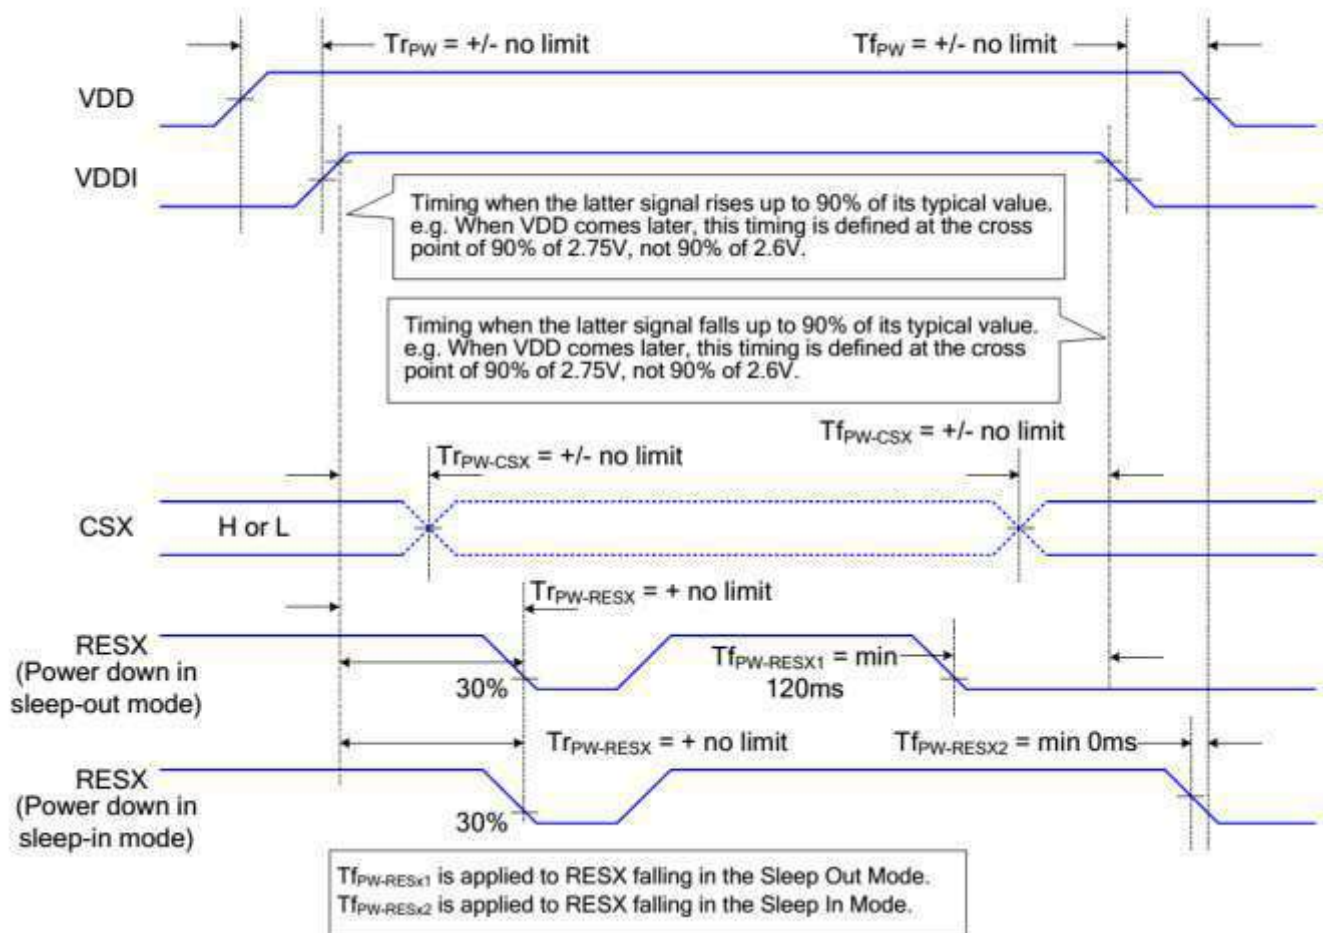 TrPW = +/- no limit
TfPW = +/- no limit
VDD
VDDI
Timing when the latter signal rises up to 90% of its typical value.
e.g. When VDD comes later, this timing is defined at the cross
point of 90% of 2.75V, not 90% of 2.6V.
Timing when the latter signal falls up to 90% of its typical value.
e.g. When VDD comes later, this timing is defined at the cross
point of 90% of 2.75V, not 90% of 2.6V.
TfPW-CSX = +/- no limit
TrPW-CSX = +/- no limit
CSX
H or L
TrPW-RESX = + no limit
RESX
(Power down in
sleep-out mode)
30%
TfPW-RESX1 = min
120ms
TrPW-RESX = + no limit
TfPW-RESX2 = min 0ms
RESX
(Power down in
sleep-in mode)
30%
TfPW-RESx1 is applied to RESX falling in the Sleep Out Mode.
TfPW-RESx2 is applied to RESX falling in the Sleep In Mode.